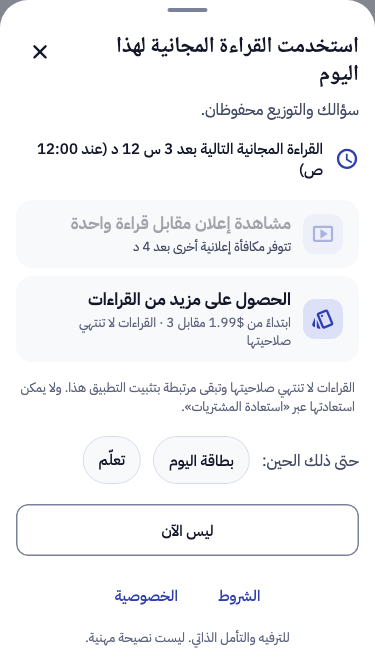 استخدمت القراءة المجانية لهذا
اليوم
سؤالك والتوزيع محفوظان.
القراءة المجانية التالية بعد 3 س 12 د (عند 12:00
ص)
مشاهدة إعلان مقابل قراءة واحدة
تتوفر مكافأة إعلانية أخرى بعد 4 د
الحصول على مزيد من القراءات
ابتداءً من $1.99 مقابل 3 · القراءات لا تنتهي
صلاحيتها
القراءات لا تنتهي صلاحيتها وتبقى مرتبطة بتثبيت التطبيق هذا. ولا يمكن
استعادتها عبر «استعادة المشتريات».
حتى ذلك الحين:
بطاقة اليوم
تعلّم
ليس الآن
الشروط
الخصوصية
للترفيه والتأمل الذاتي. ليست نصيحة مهنية.